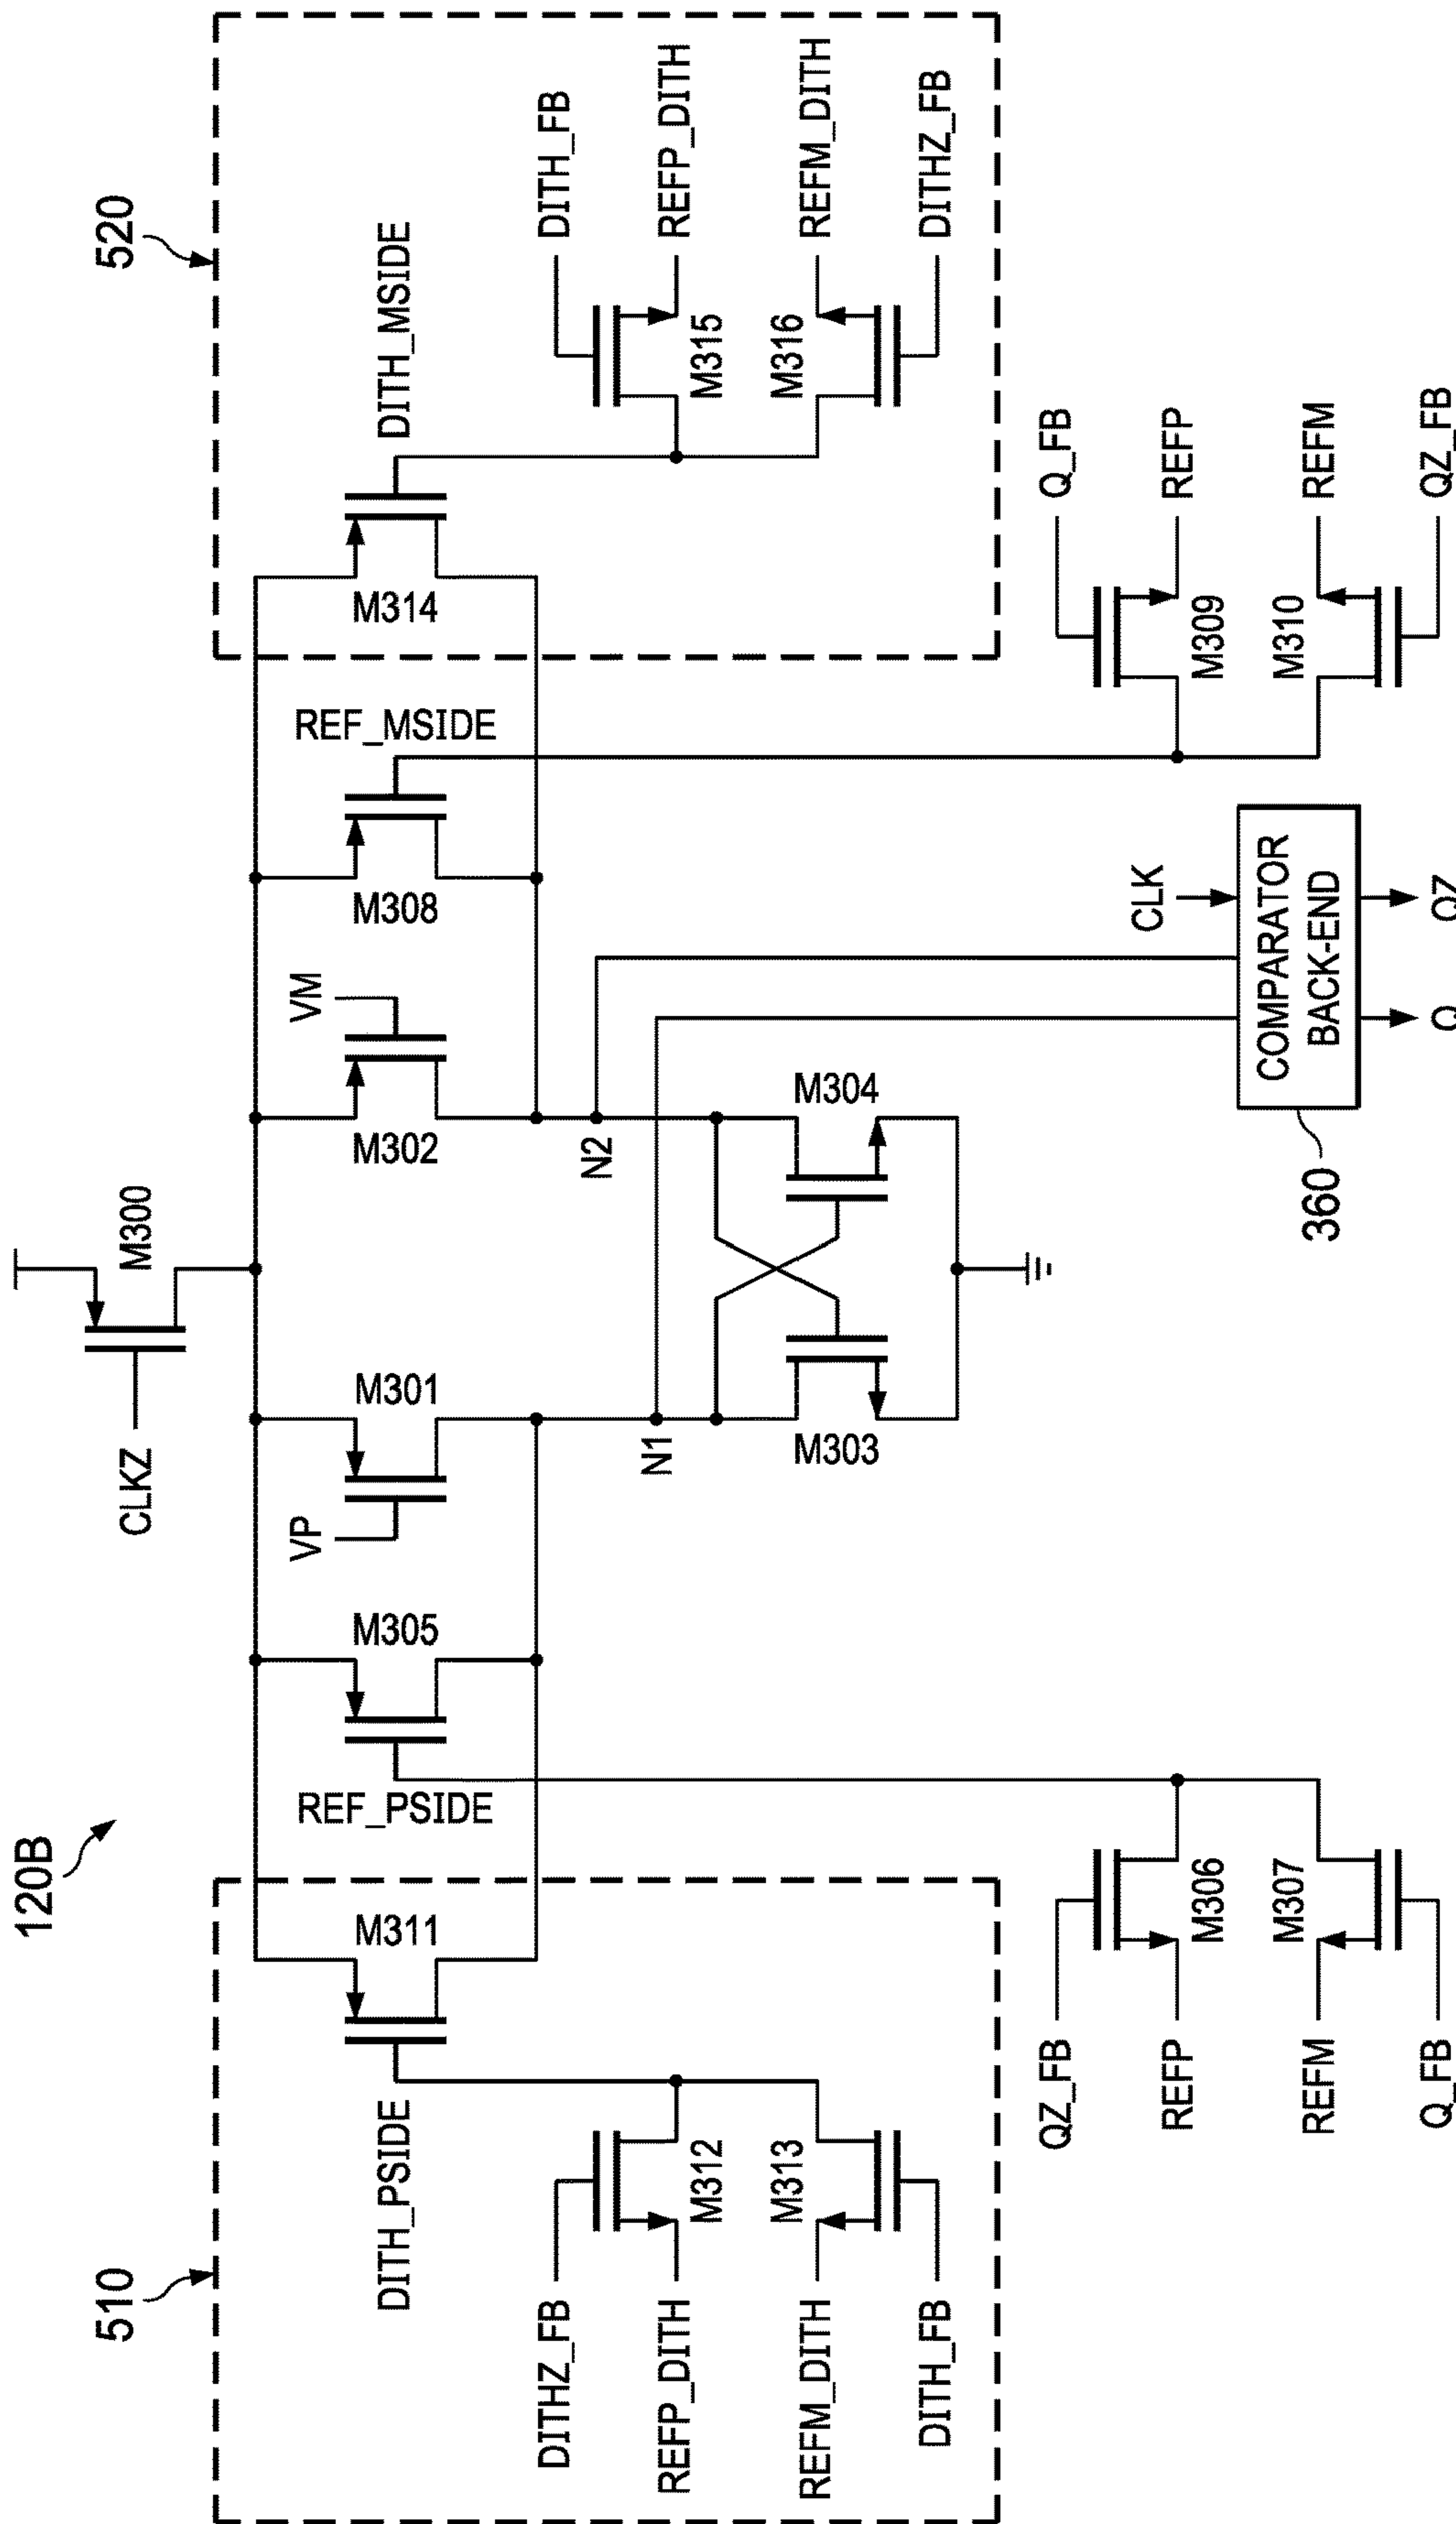 120B
510
520
CLKZ
M300
M311
M305
M301
M302
M308
M314
VP
VM
DITH_PSIDE
REF_PSIDE
REF_MSIDE
DITH_MSIDE
DITHZ_FB
REFP_DITH
REFM_DITH
DITH_FB
M312
M313
N1
N2
M303
M304
DITH_FB
REFP_DITH
REFM_DITH
DITHZ_FB
M315
M316
QZ_FB
REFP
REFM
Q_FB
M306
M307
CLK
COMPARATOR
BACK-END
360
Q
QZ
Q_FB
REFP
REFM
QZ_FB
M309
M310